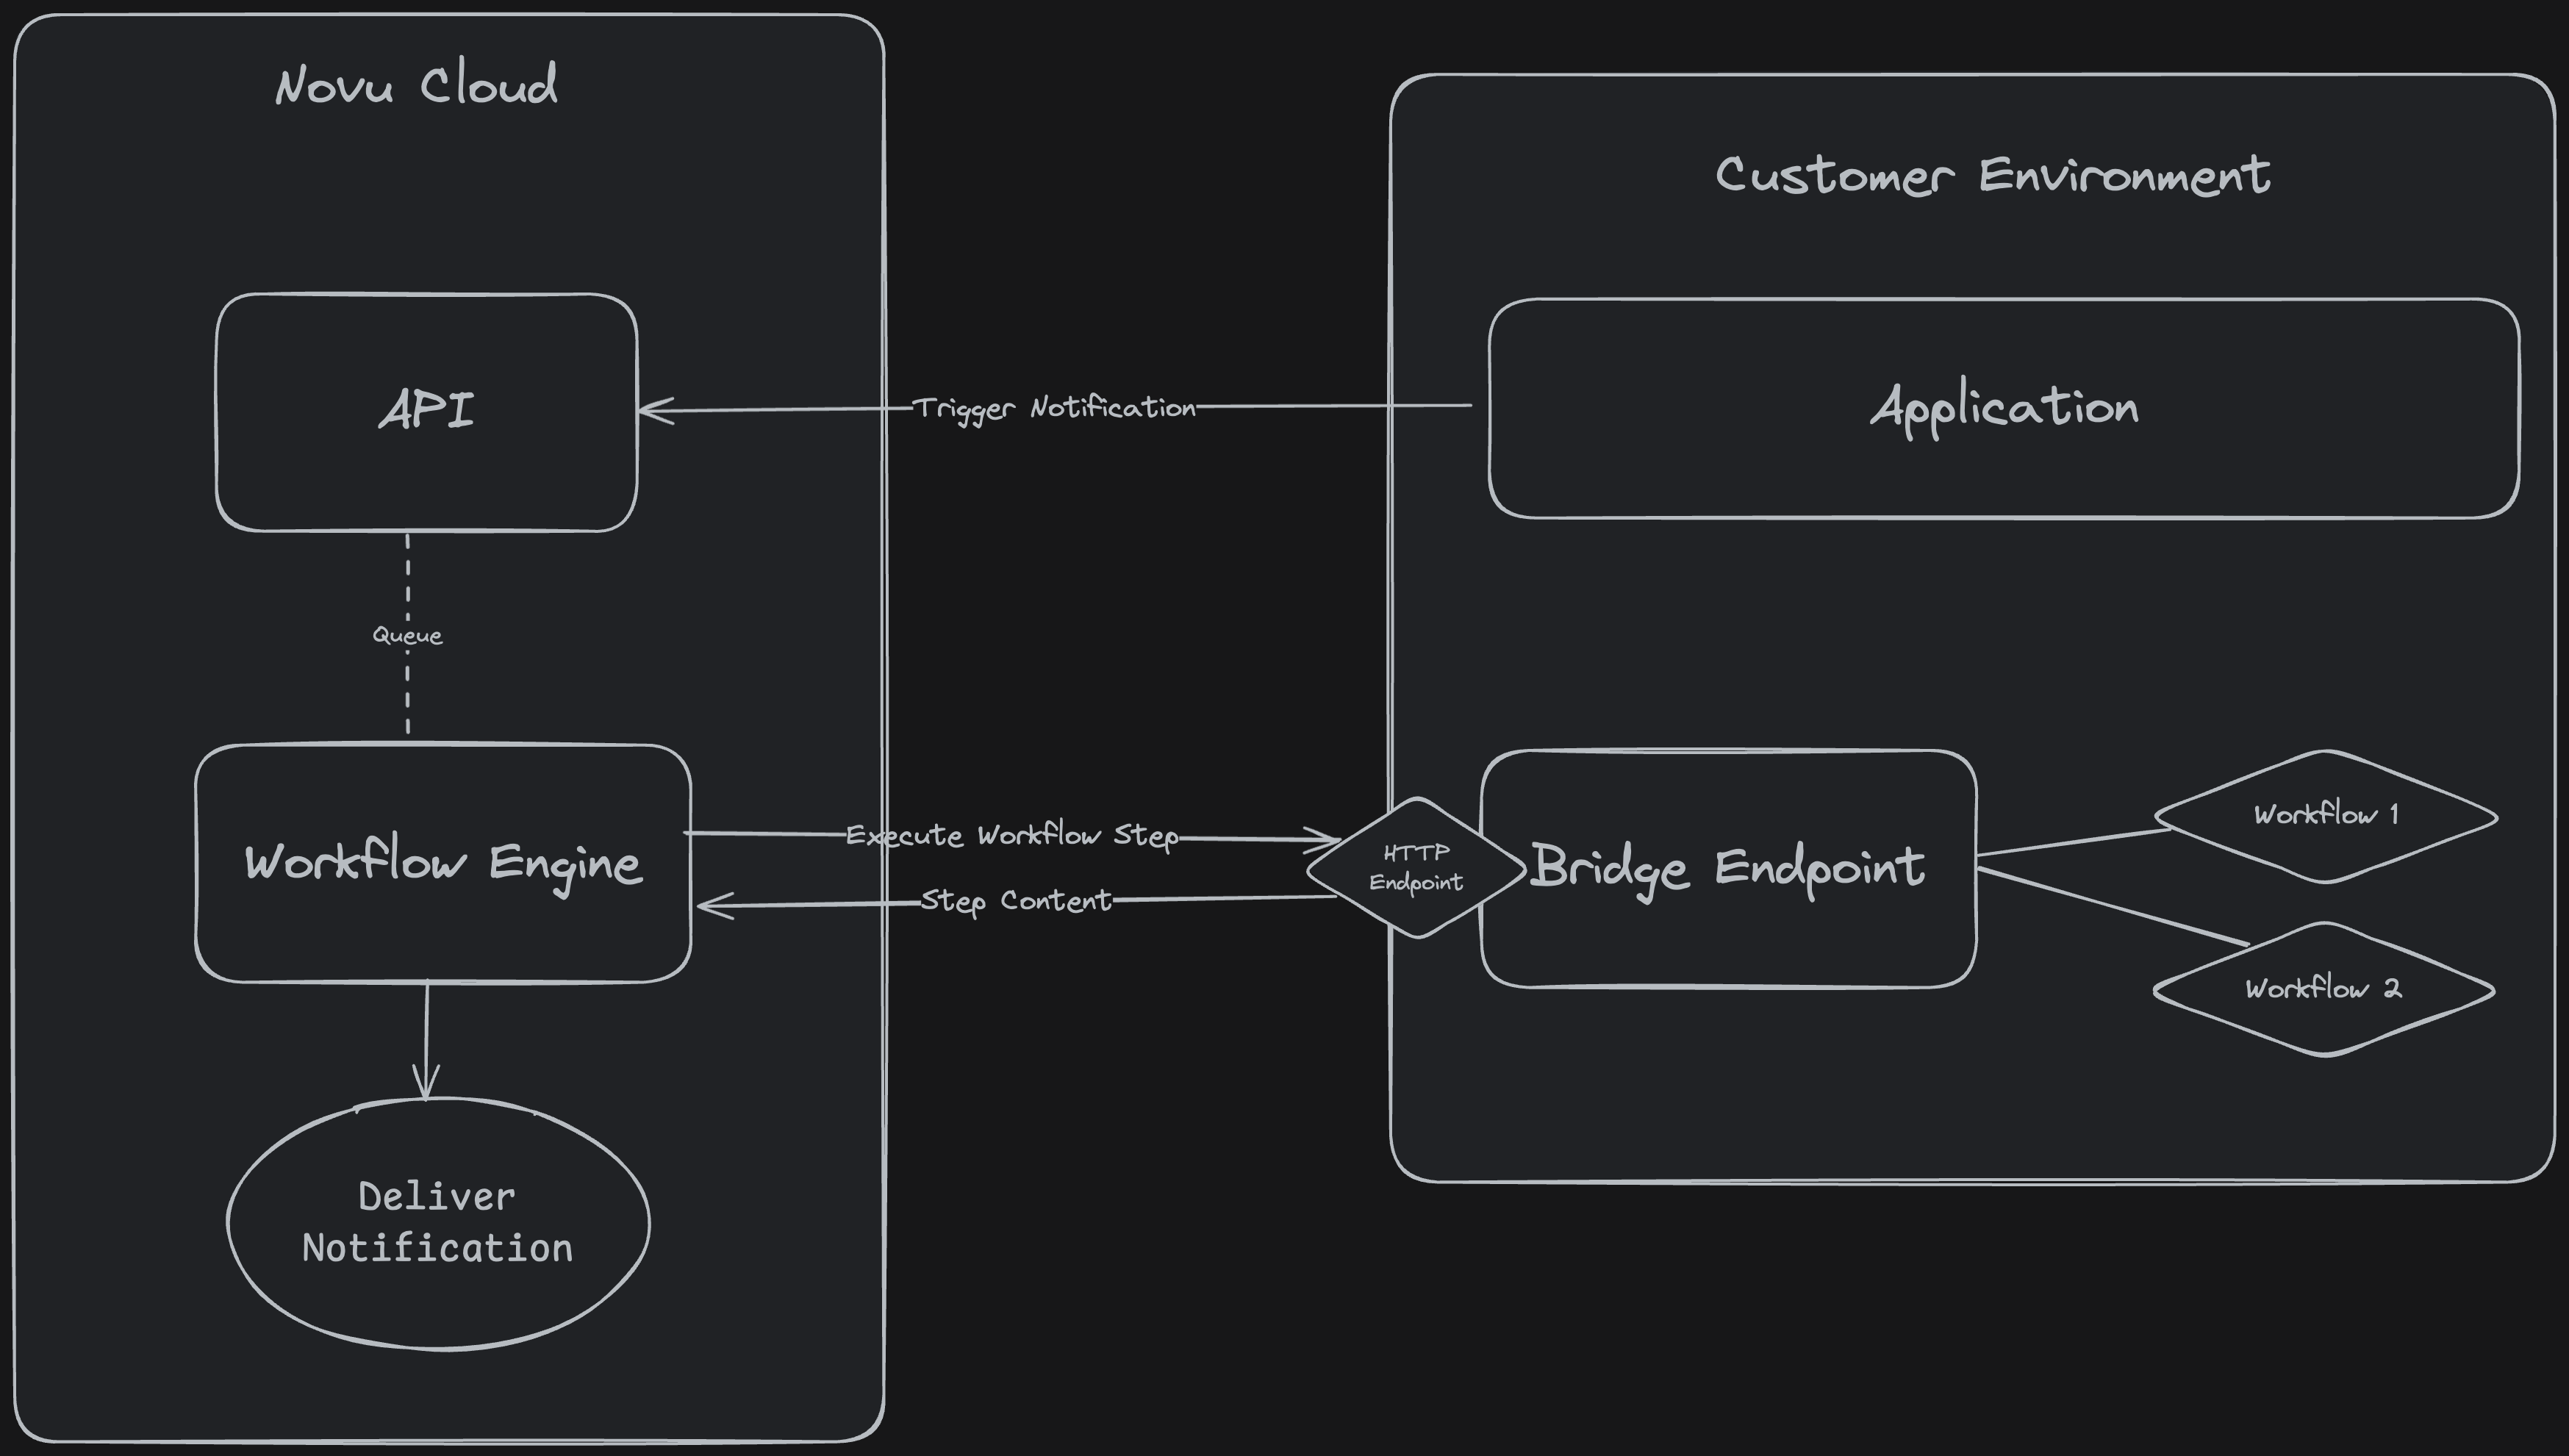 Novu Cloud
Customer Environment
API
Trigger Notification
Application
Queue
Workflow Engine
Execute Workflow Step
Step Content
HTTP
Endpoint
Bridge Endpoint
Workflow 1
Workflow 2
Deliver
Notification